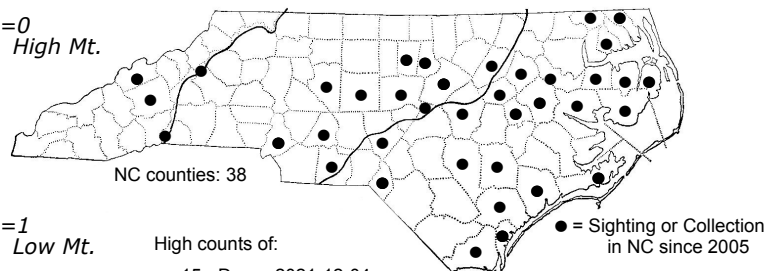 =0
High Mt.
NC counties: 38
=1
Low Mt.
High counts of:
● = Sighting or Collection
in NC since 2005